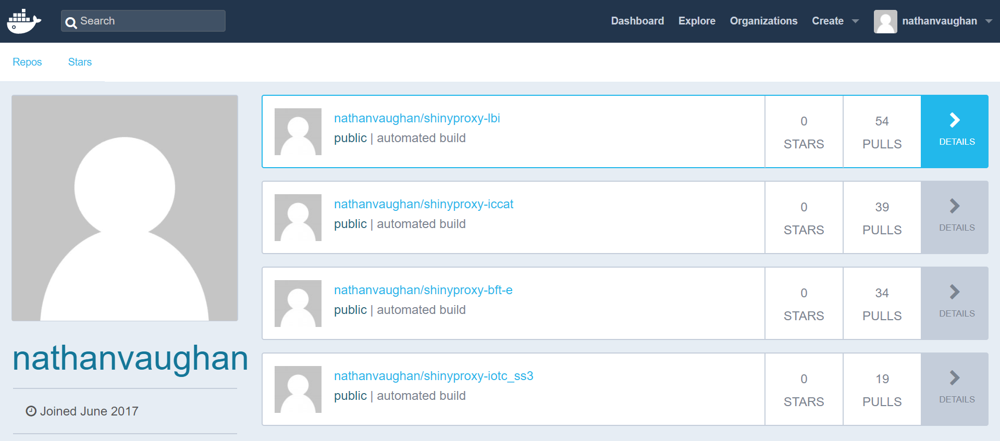 Search
Dashboard Explore Organizations Create nathanvaughan
Repos Stars
nathanvaughan
Joined June 2017
nathanvaughan/shinyproxy-lbi
public | automated build
0
STARS
54
PULLS
DETAILS
nathanvaughan/shinyproxy-iccat
public | automated build
0
STARS
39
PULLS
DETAILS
nathanvaughan/shinyproxy-bft-e
public | automated build
0
STARS
34
PULLS
DETAILS
nathanvaughan/shinyproxy-iotc_ss3
public | automated build
0
STARS
19
PULLS
DETAILS